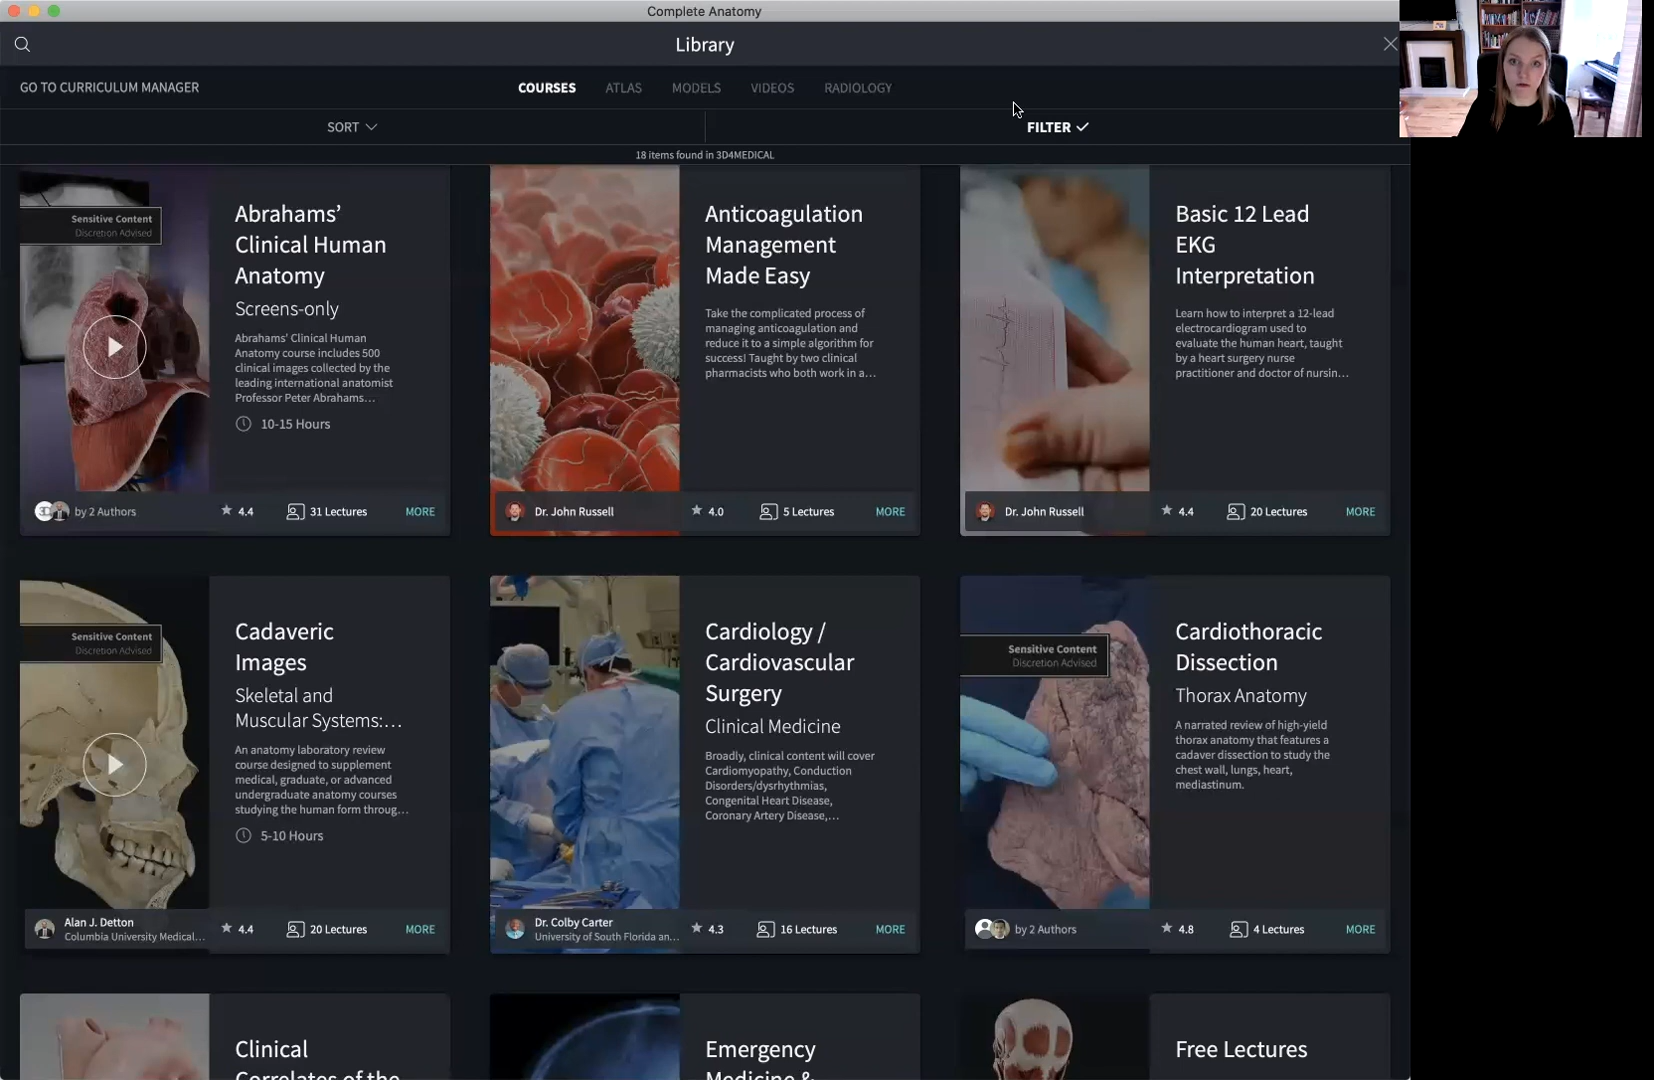 Complete Anatomy
Library
GO TO CURRICULUM MANAGER
COURSES
ATLAS
MODELS
VIDEOS
RADIOLOGY
SORT
FILTER
18 items found in 3D4MEDICAL
Sensitive Content
Discretion Advised
Abrahams’
Clinical Human
Anatomy
Screens-only
Abrahams' Clinical Human
Anatomy course includes 500
clinical images collected by the
leading international anatomist
Professor Peter Abrahams...
10-15 Hours
by 2 Authors
4.4
31 Lectures
MORE
Anticoagulation
Management
Made Easy
Take the complicated process of
managing anticoagulation and
reduce it to a simple algorithm for
success! Taught by two clinical
pharmacists who both work in a...
Dr. John Russell
4.0
5 Lectures
MORE
Basic 12 Lead
EKG
Interpretation
Learn how to interpret a 12-lead
electrocardiogram used to
evaluate the human heart, taught
by a heart surgery nurse
practitioner and doctor of nursin...
Dr. John Russell
4.4
20 Lectures
MORE
Sensitive Content
Discretion Advised
Cadaveric
Images
Skeletal and
Muscular Systems:...
An anatomy laboratory review
course designed to supplement
medical, graduate, or advanced
undergraduate anatomy courses
studying the human form throug...
5-10 Hours
Alan J. Detton
Columbia University Medical...
4.4
20 Lectures
MORE
Cardiology /
Cardiovascular
Surgery
Clinical Medicine
Broadly, clinical content will cover
Cardiomyopathy, Conduction
Disorders/dysrhythmias,
Congenital Heart Disease,
Coronary Artery Disease,...
Dr. Colby Carter
University of South Florida an...
4.3
16 Lectures
MORE
Sensitive Content
Discretion Advised
Cardiothoracic
Dissection
Thorax Anatomy
A narrated review of high-yield
thorax anatomy that features a
cadaver dissection to study the
chest wall, lungs, heart,
mediastinum.
by 2 Authors
4.8
4 Lectures
MORE
Clinical
Correlates of the
Emergency
Medicine &
Free Lectures